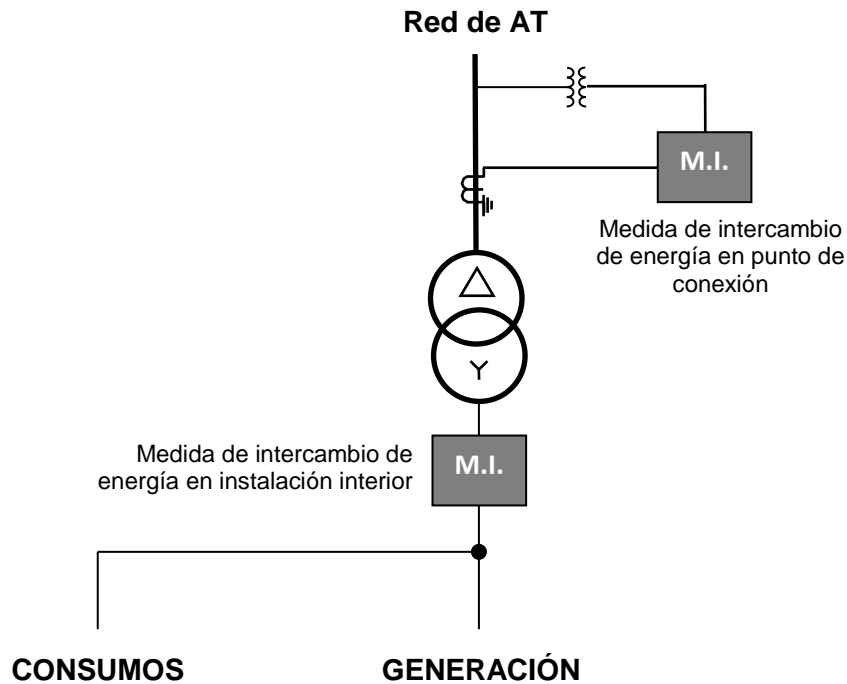 Red de AT
M.I.
Medida de intercambio
de energía en punto de
conexión
Medida de intercambio de
energía en instalación interior
M.I.
CONSUMOS
GENERACIÓN